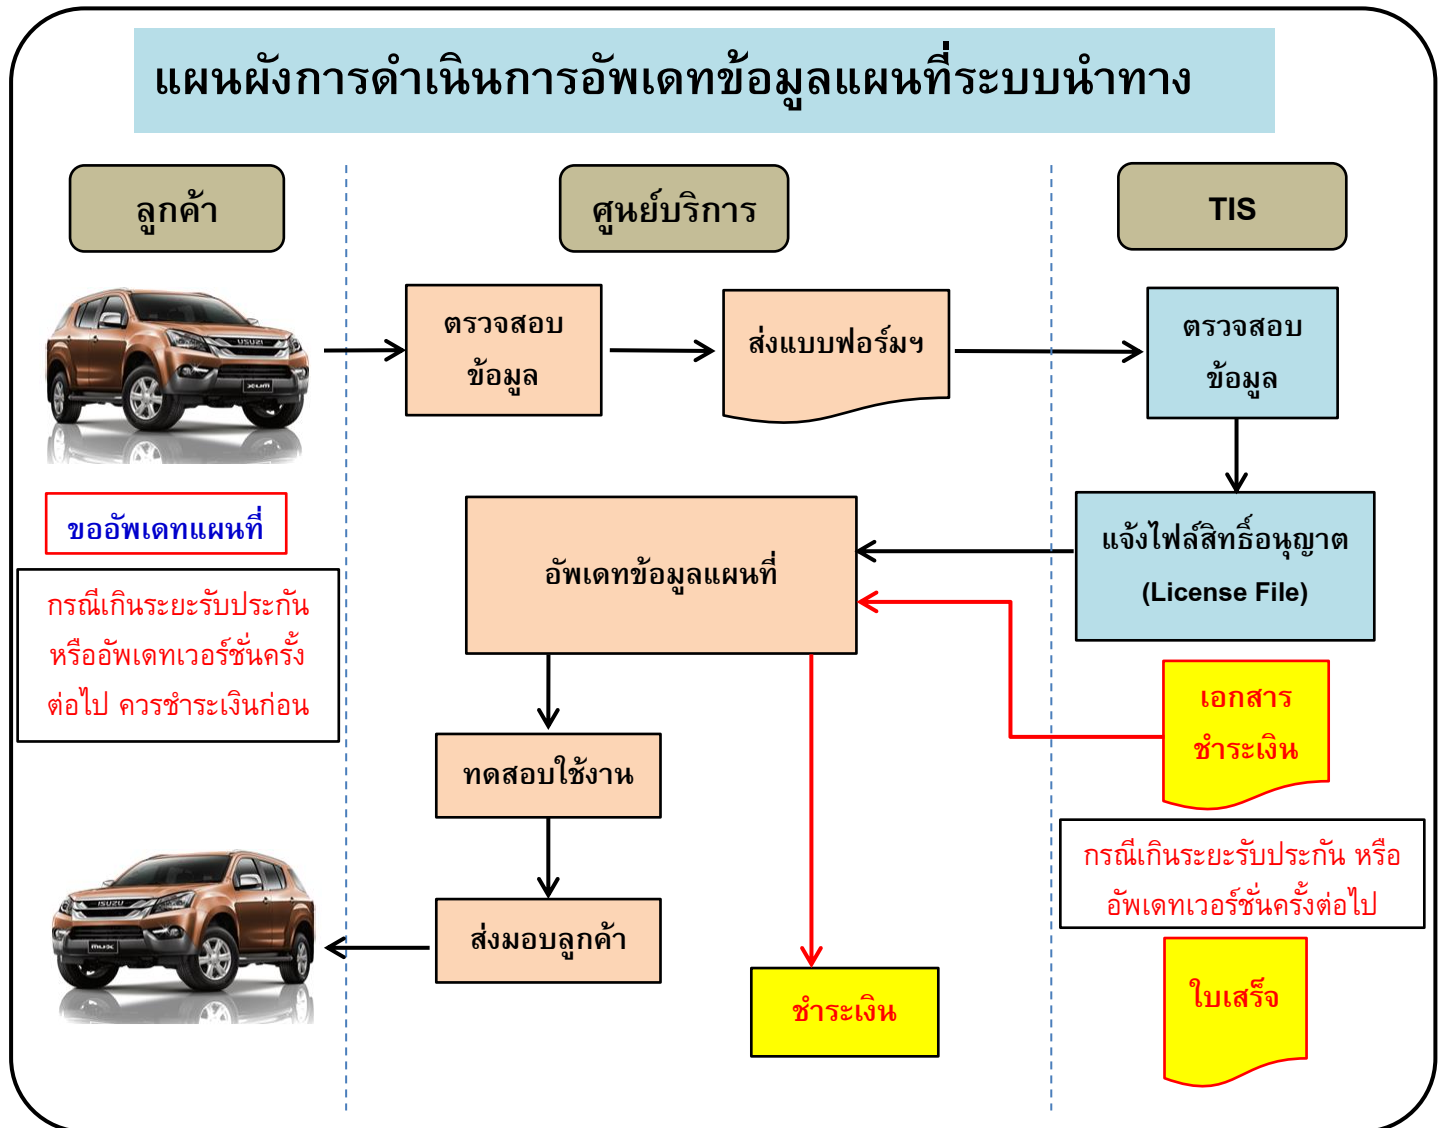 แผนผังการดำเนินการอัพเดทข้อมูลแผนที่ระบบนำทาง
ลูกค้า
ศูนย์บริการ
TIS
ตรวจสอบ
ข้อมูล
ส่งแบบฟอร์มฯ
ตรวจสอบ
ข้อมูล
ขออัพเดทแผนที่
กรณีเกินระยะรับประกัน
หรืออัพเดทเวอร์ชั่นครั้ง
ต่อไป ควรชำระเงินก่อน
อัพเดทข้อมูลแผนที่
แจ้งไฟล์สิทธิ์อนุญาต
(License File)
เอกสาร
ชำระเงิน
ทดสอบใช้งาน
กรณีเกินระยะรับประกัน หรือ
อัพเดทเวอร์ชั่นครั้งต่อไป
ISUZU
ส่งมอบลูกค้า
ชำระเงิน
ใบเสร็จ